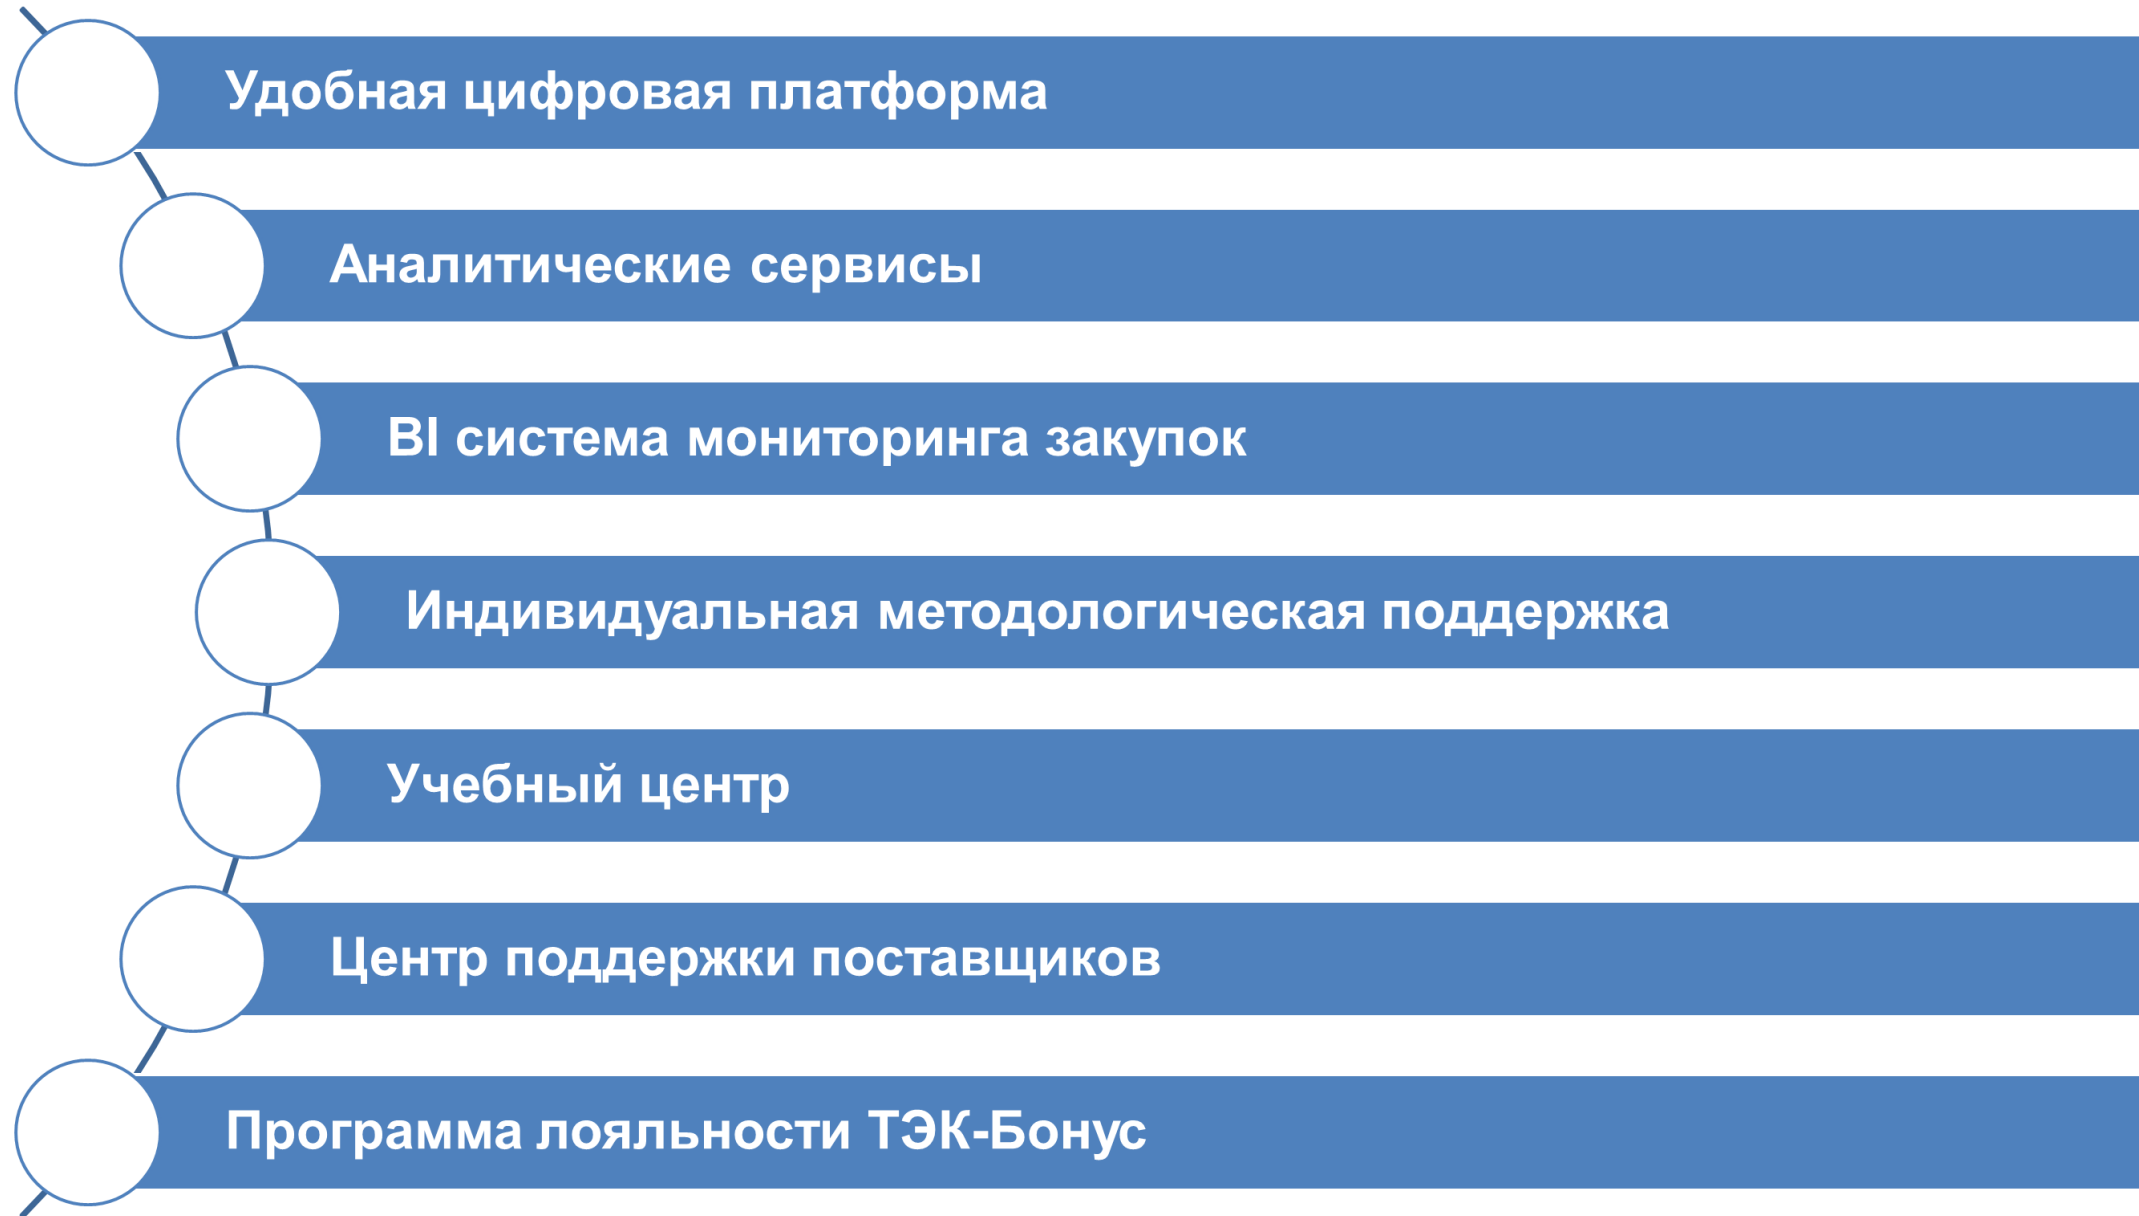 Удобная цифровая платформа
Аналитические сервисы
BI система мониторинга закупок
Индивидуальная методологическая поддержка
Учебный центр
Центр поддержки поставщиков
Программа лояльности ТЭК-Бонус